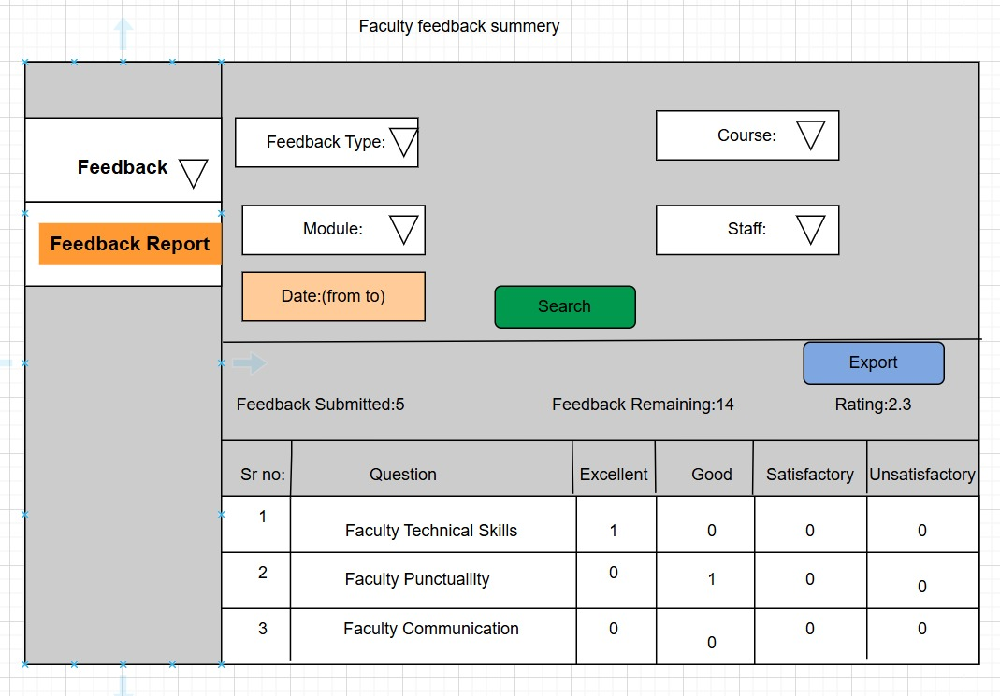 Faculty feedback summery
Feedback
Feedback Report
Feedback Type:
Course:
Module:
Staff:
Date:(from to)
Search
Export
Feedback Submitted:5
Feedback Remaining:14
Rating:2.3
Sr no: Question Excellent Good Satisfactory Unsatisfactory
1 Faculty Technical Skills 1 0 0 0
2 Faculty Punctuallity 0 1 0 0
3 Faculty Communication 0 0 0 0